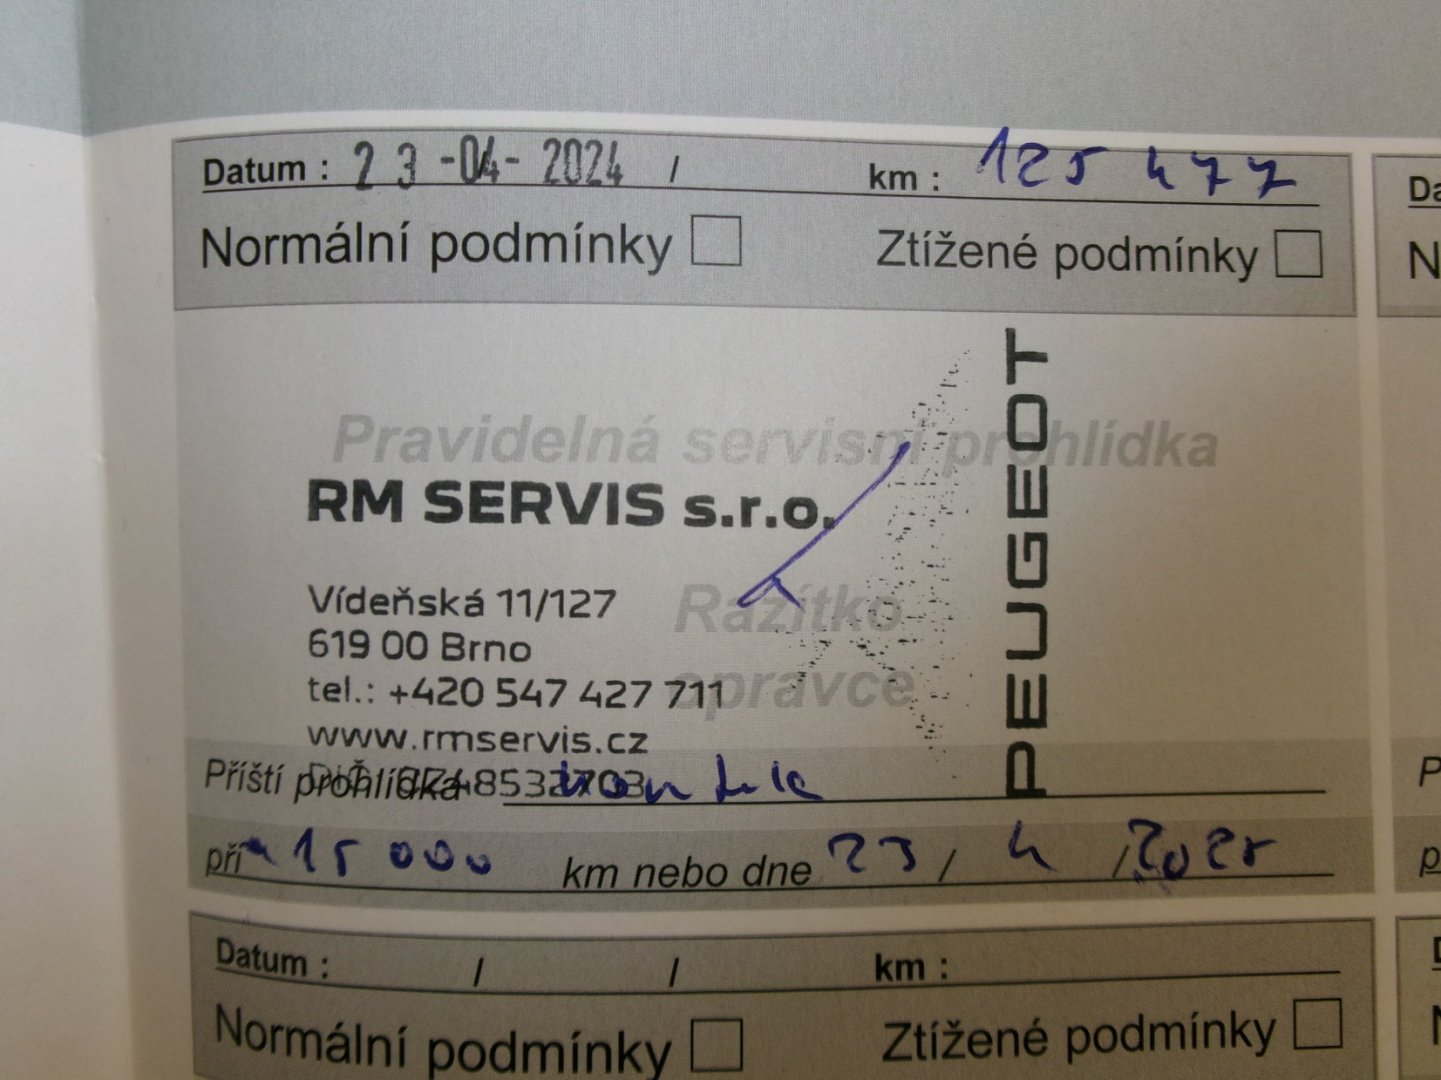 Datum : 23-04-2024 / km : 125 477
Normální podmínky Ztížené podmínky
Pravidelná servisní prohlídka
RM SERVIS s.r.o.
PEUGEOT
Vídeňská 11/127
Razítko
619 00 Brno
tel.: +420 547 427 711
opravce
www.rmservis.cz
DIČ: CZ48532703
Příští prohlídka
při 15 000 km nebo dne 23 / 4 / 2025
Datum : / / km :
Normální podmínky Ztížené podmínky